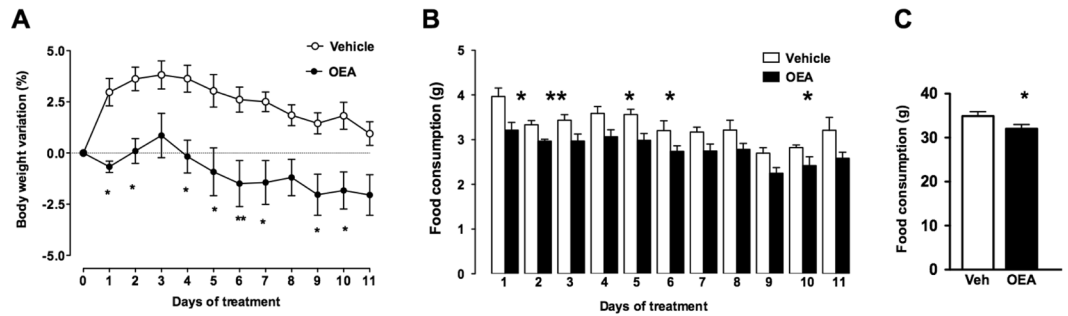 A
Body weight variation (%)
5.0
2.5
0.0
-2.5
-5.0
Vehicle
OEA
* * * * ** * * *
0 1 2 3 4 5 6 7 8 9 10 11
Days of treatment
B
Food consumption (g)
5
4
3
2
1
0
Vehicle
OEA
* ** * * *
1 2 3 4 5 6 7 8 9 10 11
Days of treatment
C
Food consumption (g)
40
30
20
10
0
*
Veh OEA